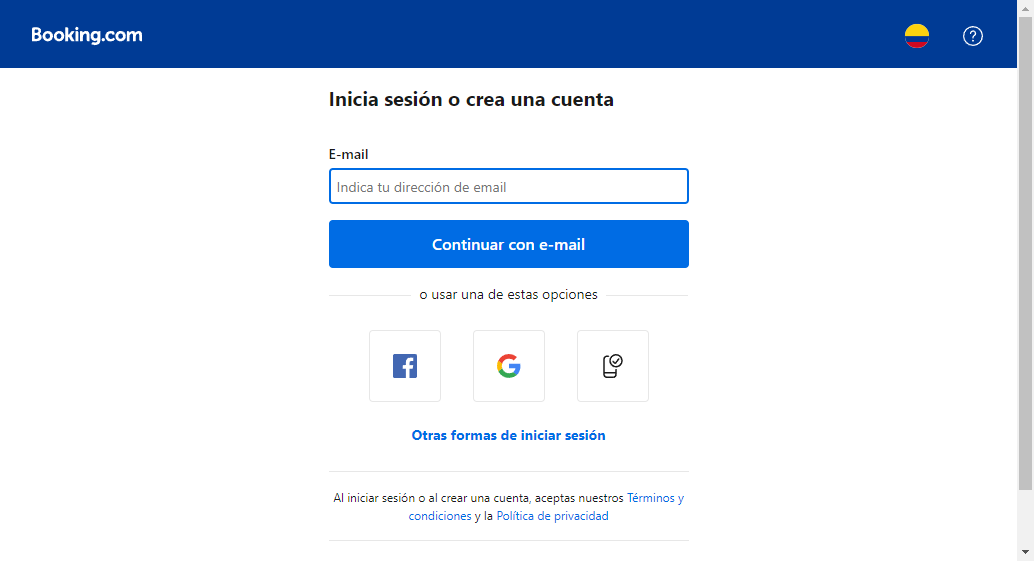 Booking.com
Inicia sesión o crea una cuenta
E-mail
Indica tu dirección de email
Continuar con e-mail
o usar una de estas opciones
Otras formas de iniciar sesión
Al iniciar sesión o al crear una cuenta, aceptas nuestros Términos y
condiciones y la Política de privacidad